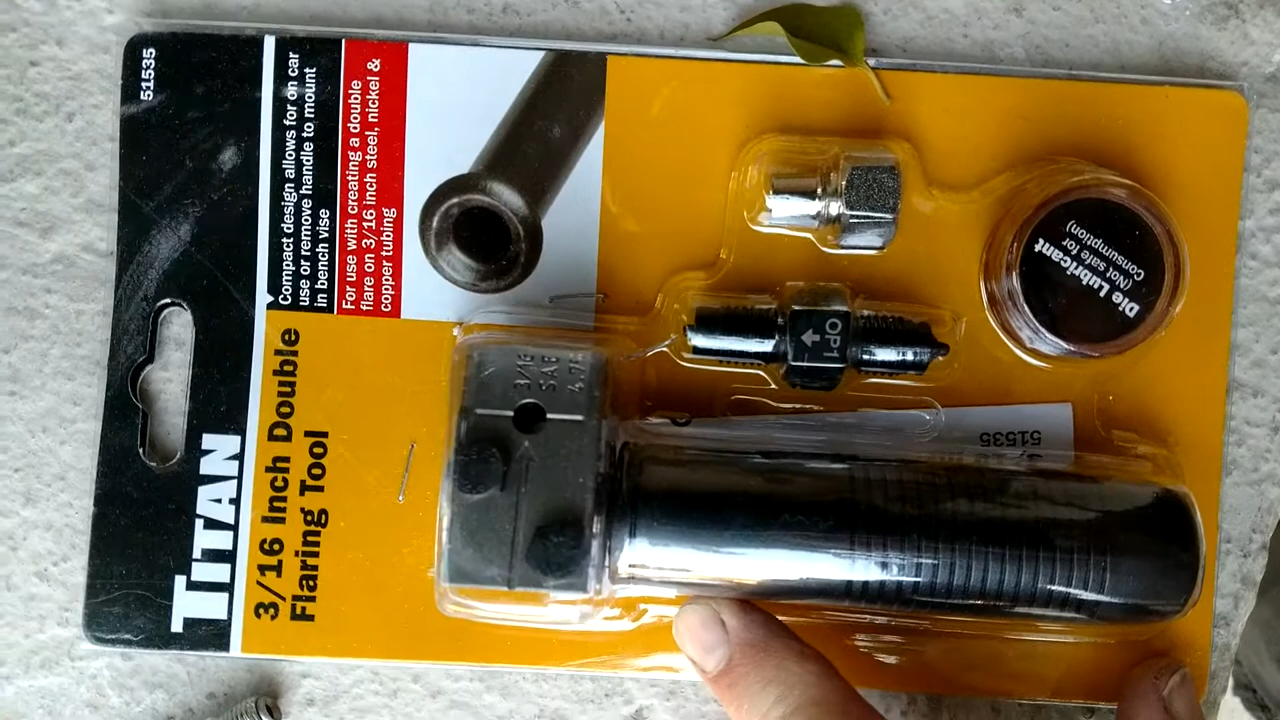 51535
TITAN
3/16 Inch Double
Flaring Tool
Compact design allows for on car
use or remove handle to mount
in bench vise
For use with creating a double
flare on 3/16 inch steel, nickel &
copper tubing
3/16
SAE
OP1
Die Lubricant
(Not safe for
Consumption)
51535